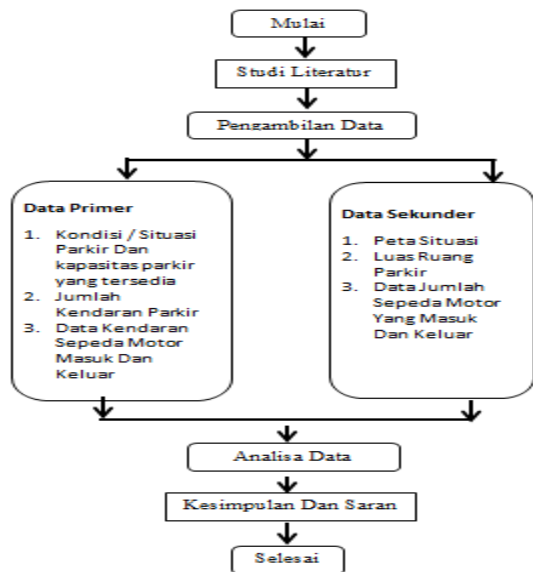 Mulai
Studi Literatur
Pengambilan Data
Data Primer
1. Kondisi / Situasi
Parkir Dan
kapasitas parkir
yang tersedia
2. Jumlah
Kendaran Parkir
3. Data Kendaran
Sepeda Motor
Masuk Dan
Keluar
Data Sekunder
1. Peta Situasi
2. Luas Ruang
Parkir
3. Data Jumlah
Sepeda Motor
Yang Masuk
Dan Keluar
Analisa Data
Kesimpulan Dan Saran
Selesai